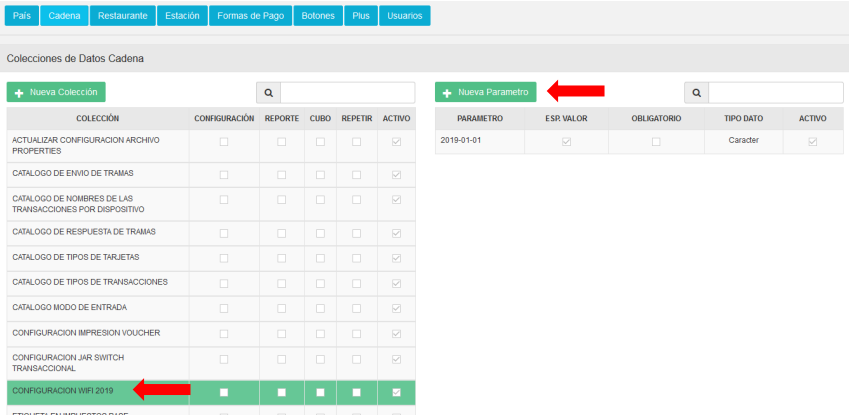 País Cadena Restaurante Estación Formas de Pago Botones Plus Usuarios
Colecciones de Datos Cadena
Nueva Colección
COLECCIÓN CONFIGURACIÓN REPORTE CUBO REPETIR ACTIVO
ACTUALIZAR CONFIGURACION ARCHIVO
PROPERTIES
CATALOGO DE ENVIO DE TRAMAS
CATALOGO DE NOMBRES DE LAS
TRANSACCIONES POR DISPOSITIVO
CATALOGO DE RESPUESTA DE TRAMAS
CATALOGO DE TIPOS DE TARJETAS
CATALOGO DE TIPOS DE TRANSACCIONES
CATALOGO MODO DE ENTRADA
CONFIGURACION IMPRESION VOUCHER
CONFIGURACION JAR SWITCH
TRANSACCIONAL
CONFIGURACION WIFI 2019
ETIQUETA EN IMPUESTOS BASE
Nueva Parametro
PARAMETRO ESP. VALOR OBLIGATORIO TIPO DATO ACTIVO
2019-01-01 Caracter